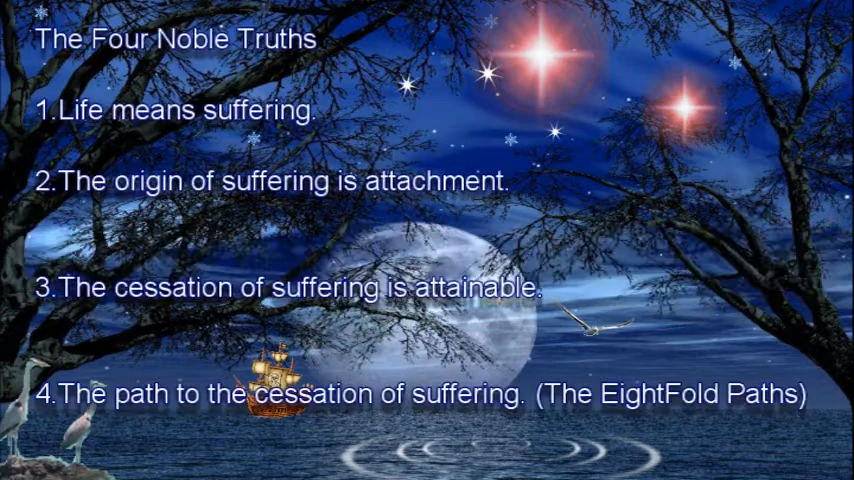 The Four Noble Truths
1.Life means suffering.
2.The origin of suffering is attachment.
3.The cessation of suffering is attainable.
4.The path to the cessation of suffering. (The EightFold Paths)